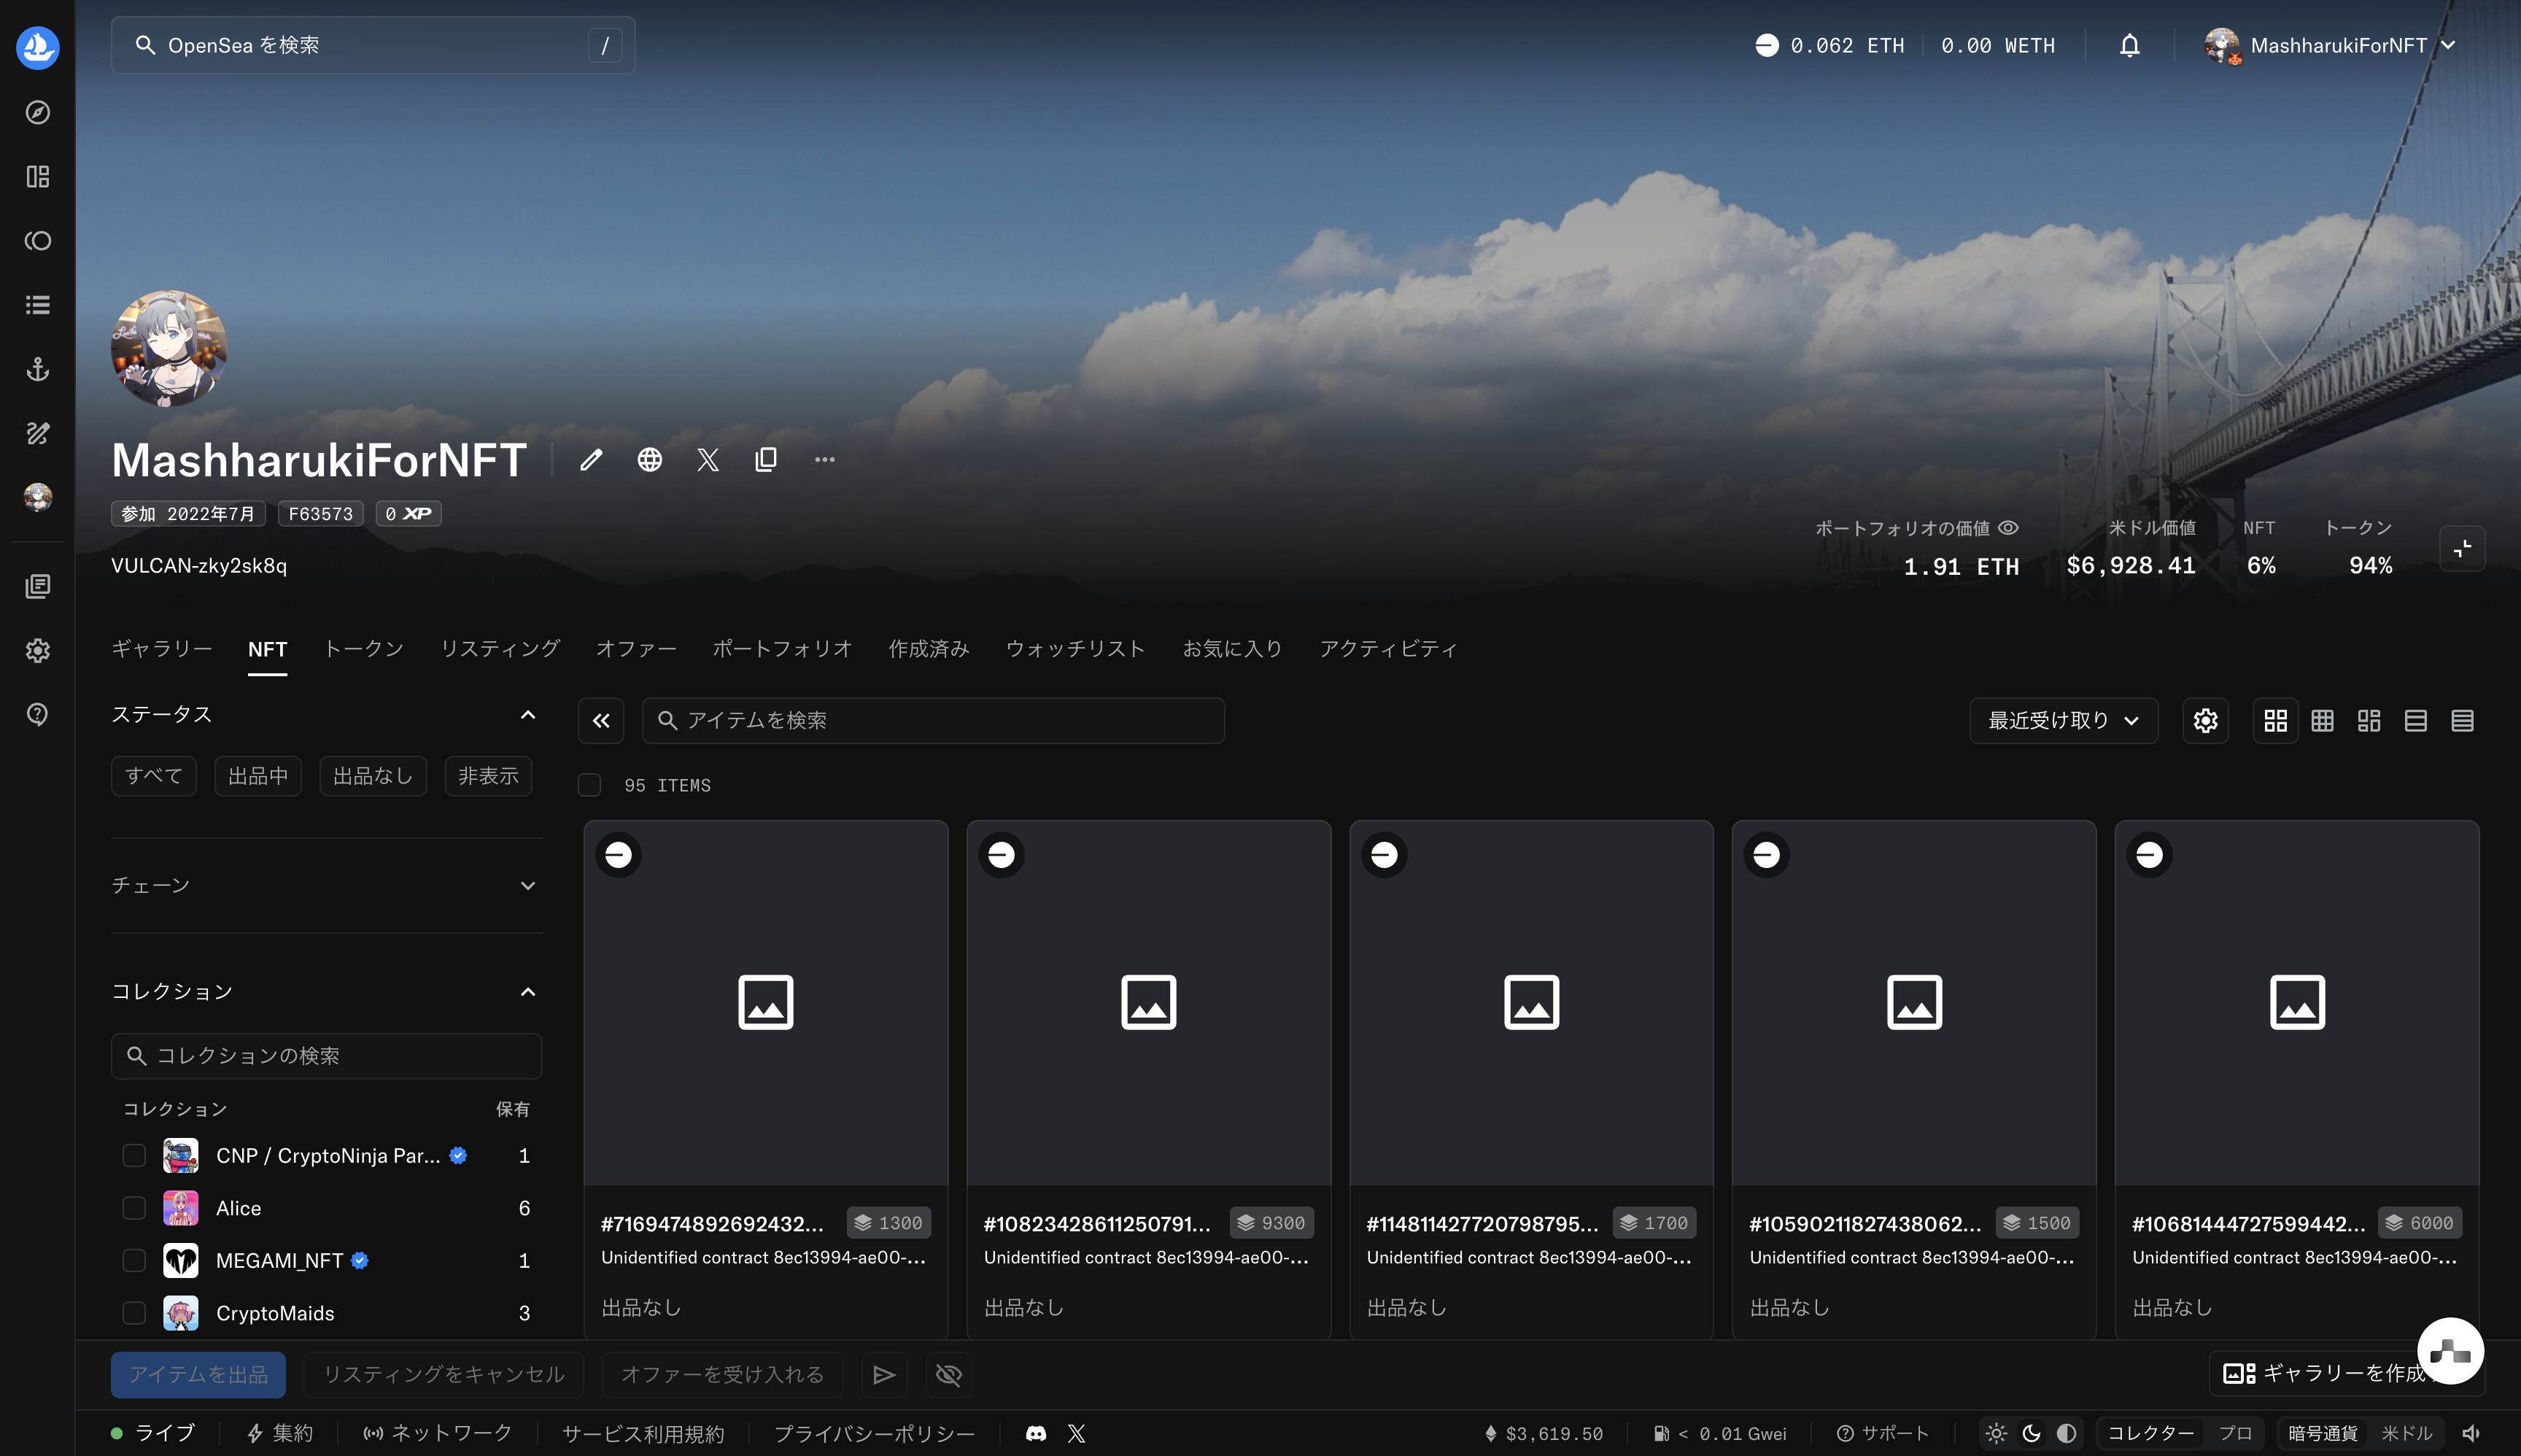 OpenSea を検索
/
0.062 ETH
0.00 WETH
MashharukiForNFT
MashharukiForNFT
参加 2022年7月
F63573
0 XP
VULCAN-zky2sk8q
ポートフォリオの価値
米ドル価値
NFT
トークン
1.91 ETH
$6,928.41
6%
94%
ギャラリー
NFT
トークン
リスティング
オファー
ポートフォリオ
作成済み
ウォッチリスト
お気に入り
アクティビティ
ステータス
アイテムを検索
最近受け取り
すべて
出品中
出品なし
非表示
95 ITEMS
チェーン
コレクション
コレクションの検索
コレクション
保有
CNP / CryptoNinja Par...
1
Alice
6
MEGAMI_NFT
1
CryptoMaids
3
#7169474892692432...
1300
Unidentified contract 8ec13994-ae00-...
出品なし
#10823428611250791...
9300
Unidentified contract 8ec13994-ae00-...
出品なし
#114811427720798795...
1700
Unidentified contract 8ec13994-ae00-...
出品なし
#10590211827438062...
1500
Unidentified contract 8ec13994-ae00-...
出品なし
#10681444727599442...
6000
Unidentified contract 8ec13994-ae00-...
出品なし
アイテムを出品
リスティングをキャンセル
オファーを受け入れる
ギャラリーを作成
ライブ
集約
ネットワーク
サービス利用規約
プライバシーポリシー
$3,619.50
< 0.01 Gwei
サポート
コレクター
プロ
暗号通貨
米ドル